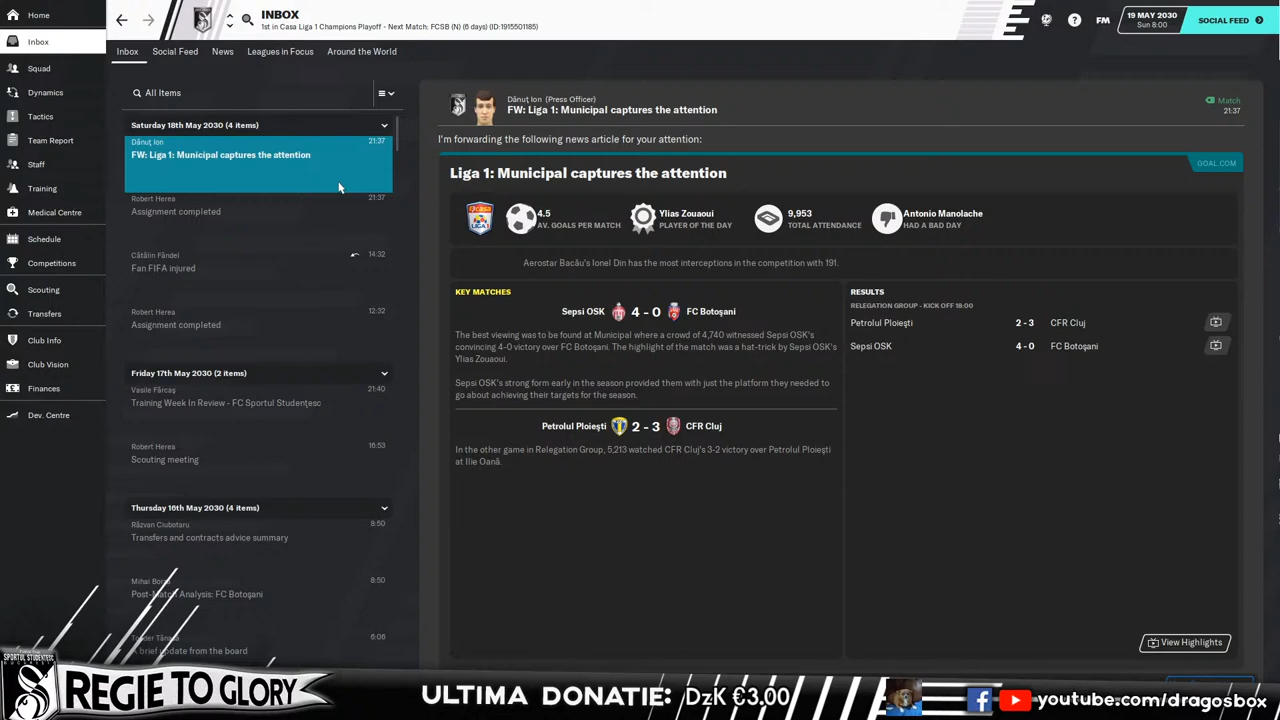 Home
Inbox
Squad
Dynamics
Tactics
Team Report
Staff
Training
Medical Centre
Schedule
Competitions
Scouting
Transfers
Club Info
Club Vision
Finances
Dev. Centre
INBOX
1st in Casa Liga 1 Champions Playoff - Next Match: FCSB (N) (6 days) (ID:1915501185)
FM
19 MAY 2030
Sun 8:00
SOCIAL FEED
Inbox Social Feed News Leagues in Focus Around the World
All Items
Saturday 18th May 2030 (4 items)
Dănuț Ion 21:37
FW: Liga 1: Municipal captures the attention
Robert Herea 21:37
Assignment completed
Cătălin Fândel 14:32
Fan FIFA injured
Robert Herea 12:32
Assignment completed
Friday 17th May 2030 (2 items)
Vasile Fărcaș 21:40
Training Week In Review - FC Sportul Studențesc
Robert Herea 16:53
Scouting meeting
Thursday 16th May 2030 (4 items)
Răzvan Ciubotaru 8:50
Transfers and contracts advice summary
Mihai 8:50
Post-Match Analysis: FC Botoșani
6:06
brief update from the board
Dănuț Ion (Press Officer)
FW: Liga 1: Municipal captures the attention
Match
21:37
I'm forwarding the following news article for your attention:
GOAL.COM
Liga 1: Municipal captures the attention
casa
LIGA 1
4.5
AV. GOALS PER MATCH
Ylias Zouaoui
PLAYER OF THE DAY
9,953
TOTAL ATTENDANCE
Antonio Manolache
HAD A BAD DAY
Aerostar Bacău's Ionel Din has the most interceptions in the competition with 191.
KEY MATCHES
Sepsi OSK 4 - 0 FC Botoșani
The best viewing was to be found at Municipal where a crowd of 4,740 witnessed Sepsi OSK's
convincing 4-0 victory over FC Botoșani. The highlight of the match was a hat-trick by Sepsi OSK's
Ylias Zouaoui.
Sepsi OSK's strong form early in the season provided them with just the platform they needed to
go about achieving their targets for the season.
Petrolul Ploiești 2 - 3 CFR Cluj
In the other game in Relegation Group, 5,213 watched CFR Cluj's 3-2 victory over Petrolul Ploiești
at Ilie Oană.
RESULTS
RELEGATION GROUP - KICK OFF 18:00
Petrolul Ploiești 2 - 3 CFR Cluj
Sepsi OSK 4 - 0 FC Botoșani
View Highlights
SPORTUL STUDENTESC
REGIE TO GLORY
ULTIMA DONATIE: DzK €3.00
youtube.com/dragosbox